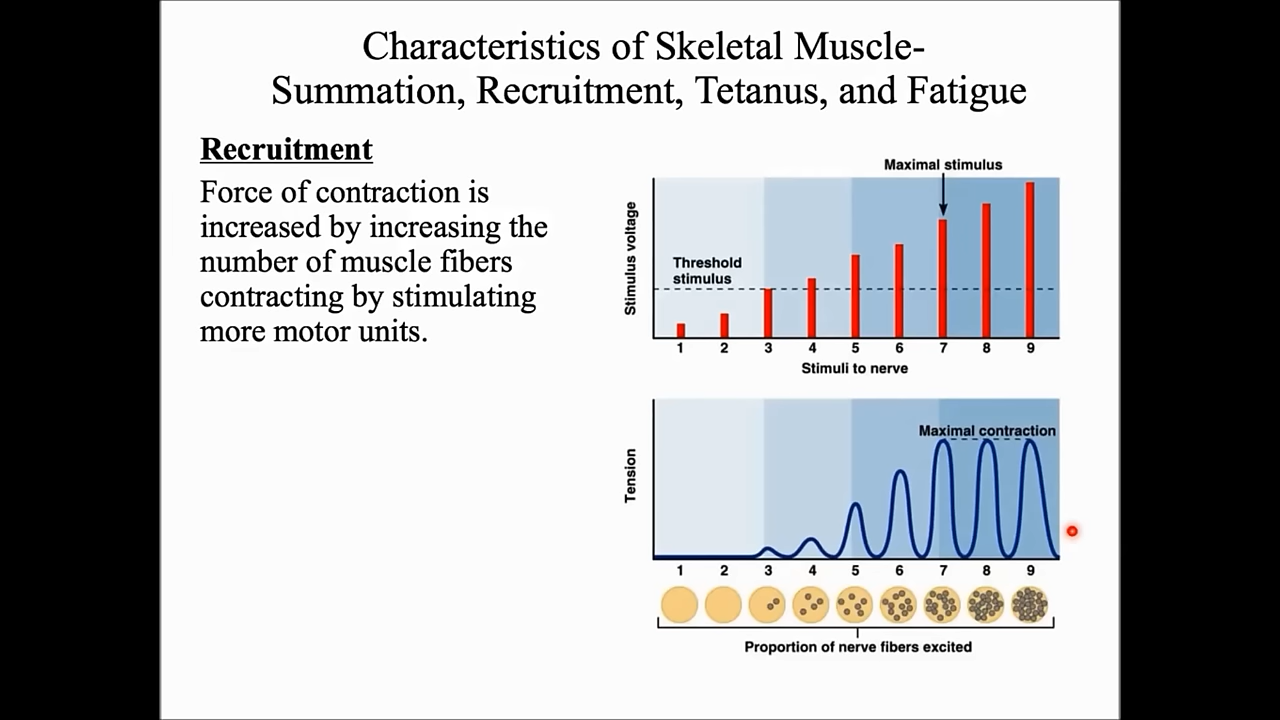 Characteristics of Skeletal Muscle-
Summation, Recruitment, Tetanus, and Fatigue
Recruitment
Force of contraction is
increased by increasing the
number of muscle fibers
contracting by stimulating
more motor units.
Maximal stimulus
Stimulus voltage
Threshold
stimulus
1 2 3 4 5 6 7 8 9
Stimuli to nerve
Maximal contraction
Tension
1 2 3 4 5 6 7 8 9
Proportion of nerve fibers excited